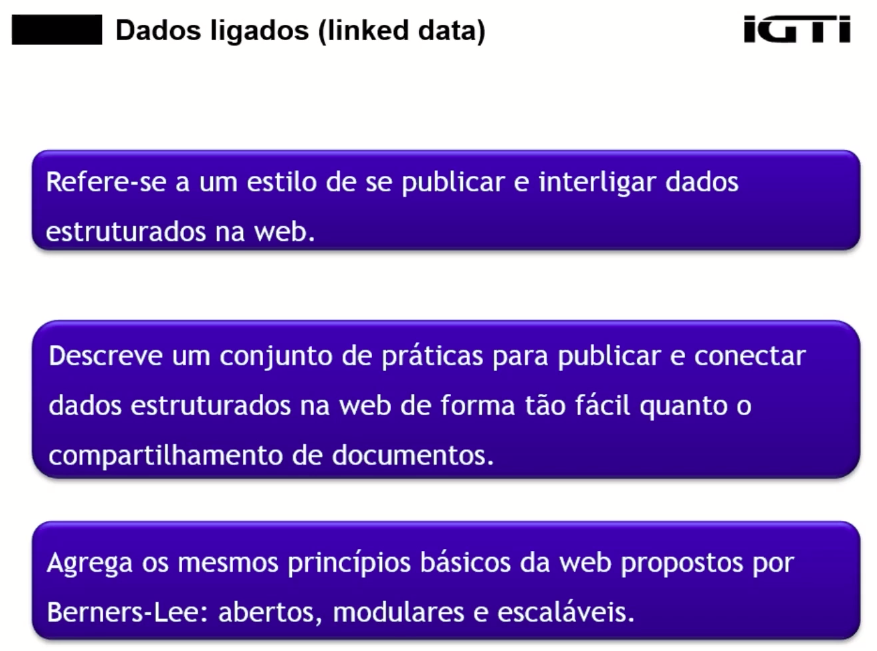 Dados ligados (linked data)
iGTi
Refere-se a um estilo de se publicar e interligar dados
estruturados na web.
Descreve um conjunto de práticas para publicar e conectar
dados estruturados na web de forma tão fácil quanto o
compartilhamento de documentos.
Agrega os mesmos princípios básicos da web propostos por
Berners-Lee: abertos, modulares e escaláveis.